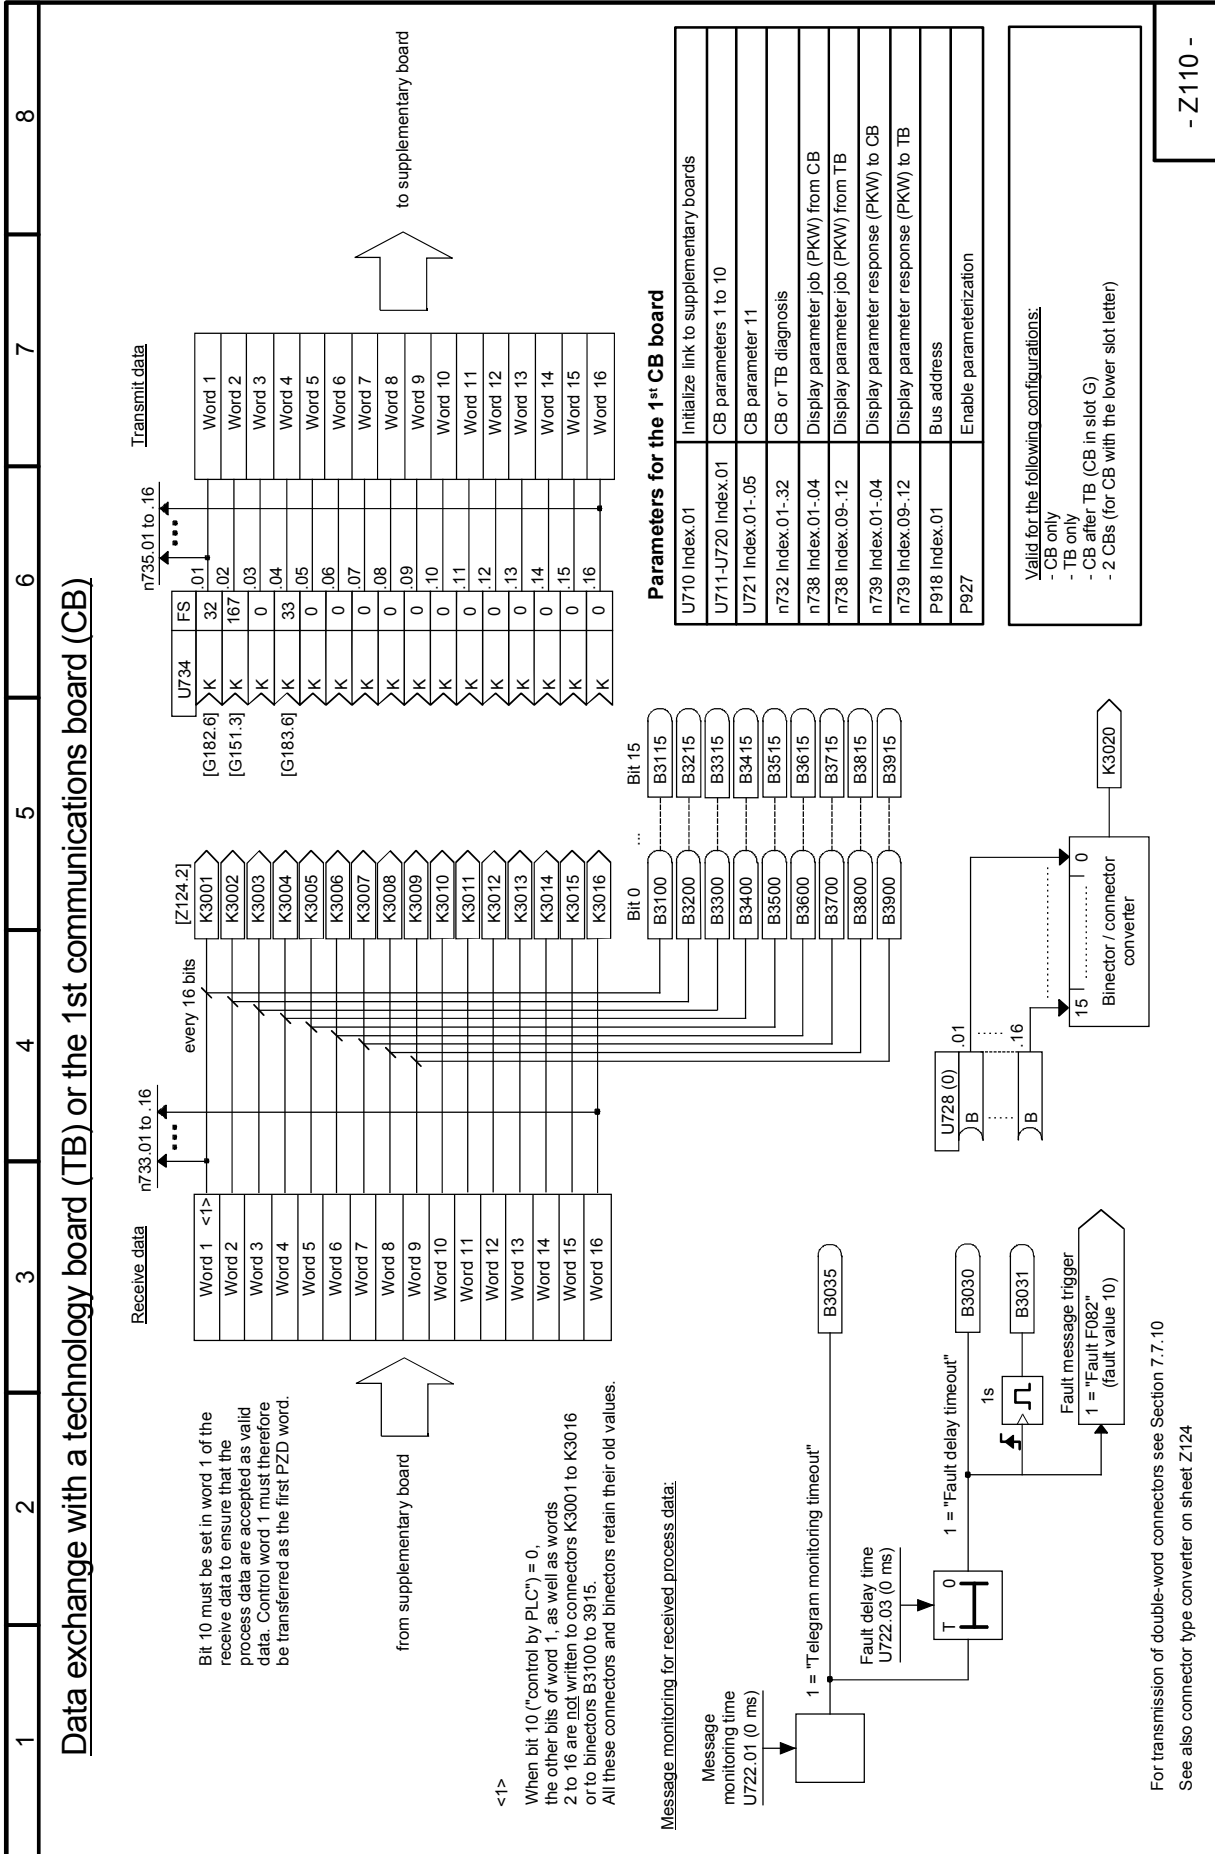 1 2 3 4 5 6 7 8
Data exchange with a technology board (TB) or the 1st communications board (CB)
Bit 10 must be set in word 1 of the
receive data to ensure that the
process data are accepted as valid
data. Control word 1 must therefore
be transferred as the first PZD word.
from supplementary board
<1>
When bit 10 ("control by PLC") = 0,
the other bits of word 1, as well as words
2 to 16 are not written to connectors K3001 to K3016
or to binectors B3100 to 3915.
All these connectors and binectors retain their old values.
Receive data
Word 1 <1>
Word 2
Word 3
Word 4
Word 5
Word 6
Word 7
Word 8
Word 9
Word 10
Word 11
Word 12
Word 13
Word 14
Word 15
Word 16
n733.01 to .16
every 16 bits
[Z124.2]
K3001
K3002
K3003
K3004
K3005
K3006
K3007
K3008
K3009
K3010
K3011
K3012
K3013
K3014
K3015
K3016
Bit 0 ... Bit 15
B3100 B3115
B3200 B3215
B3300 B3315
B3400 B3415
B3500 B3515
B3600 B3615
B3700 B3715
B3800 B3815
B3900 B3915
U734 FS
[G182.6] K 32 .01
[G151.3] K 167 .02
K 0 .03
[G183.6] K 33 .04
K 0 .05
K 0 .06
K 0 .07
K 0 .08
K 0 .09
K 0 .10
K 0 .11
K 0 .12
K 0 .13
K 0 .14
K 0 .15
K 0 .16
n735.01 to .16
Transmit data
Word 1
Word 2
Word 3
Word 4
Word 5
Word 6
Word 7
Word 8
Word 9
Word 10
Word 11
Word 12
Word 13
Word 14
Word 15
Word 16
to supplementary board
Message monitoring for received process data:
Message
monitoring time
U722.01 (0 ms)
1 = "Telegram monitoring timeout"
B3035
Fault delay time
U722.03 (0 ms)
T 0
1 = "Fault delay timeout"
B3030
1s
B3031
Fault message trigger
1 = "Fault F082"
(fault value 10)
U728 (0)
B .01
B .16
15 0
Binector / connector
converter
K3020
Parameters for the 1st CB board
U710 Index.01 Initialize link to supplementary boards
U711-U720 Index.01 CB parameters 1 to 10
U721 Index.01-.05 CB parameter 11
n732 Index.01-.32 CB or TB diagnosis
n738 Index.01-.04 Display parameter job (PKW) from CB
n738 Index.09-.12 Display parameter job (PKW) from TB
n739 Index.01-.04 Display parameter response (PKW) to CB
n739 Index.09-.12 Display parameter response (PKW) to TB
P918 Index.01 Bus address
P927 Enable parameterization
Valid for the following configurations:
- CB only
- TB only
- CB after TB (CB in slot G)
- 2 CBs (for CB with the lower slot letter)
For transmission of double-word connectors see Section 7.7.10
See also connector type converter on sheet Z124
- Z110 -